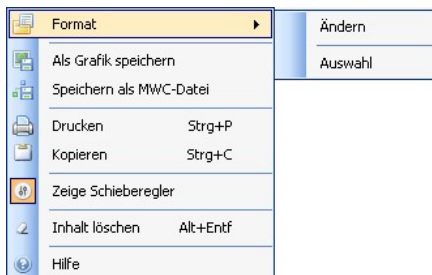 Format
Ändern
Auswahl
Als Grafik speichern
Speichern als MWC-Datei
Drucken Strg+P
Kopieren Strg+C
Zeige Schieberegler
Inhalt löschen Alt+Entf
Hilfe